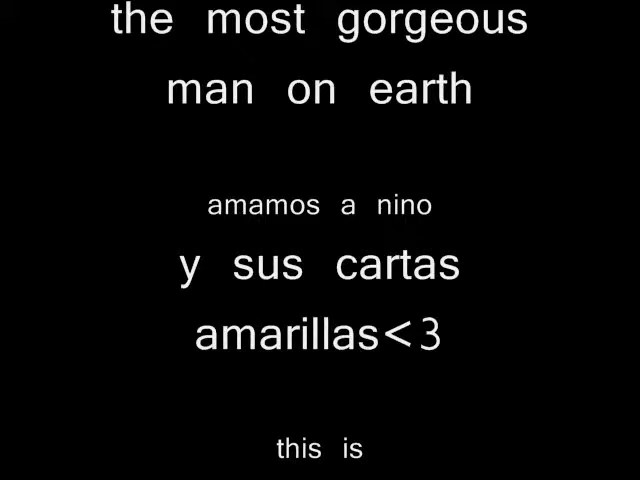 the most gorgeous
man on earth
amamos a nino
y sus cartas
amarillas<3
this is